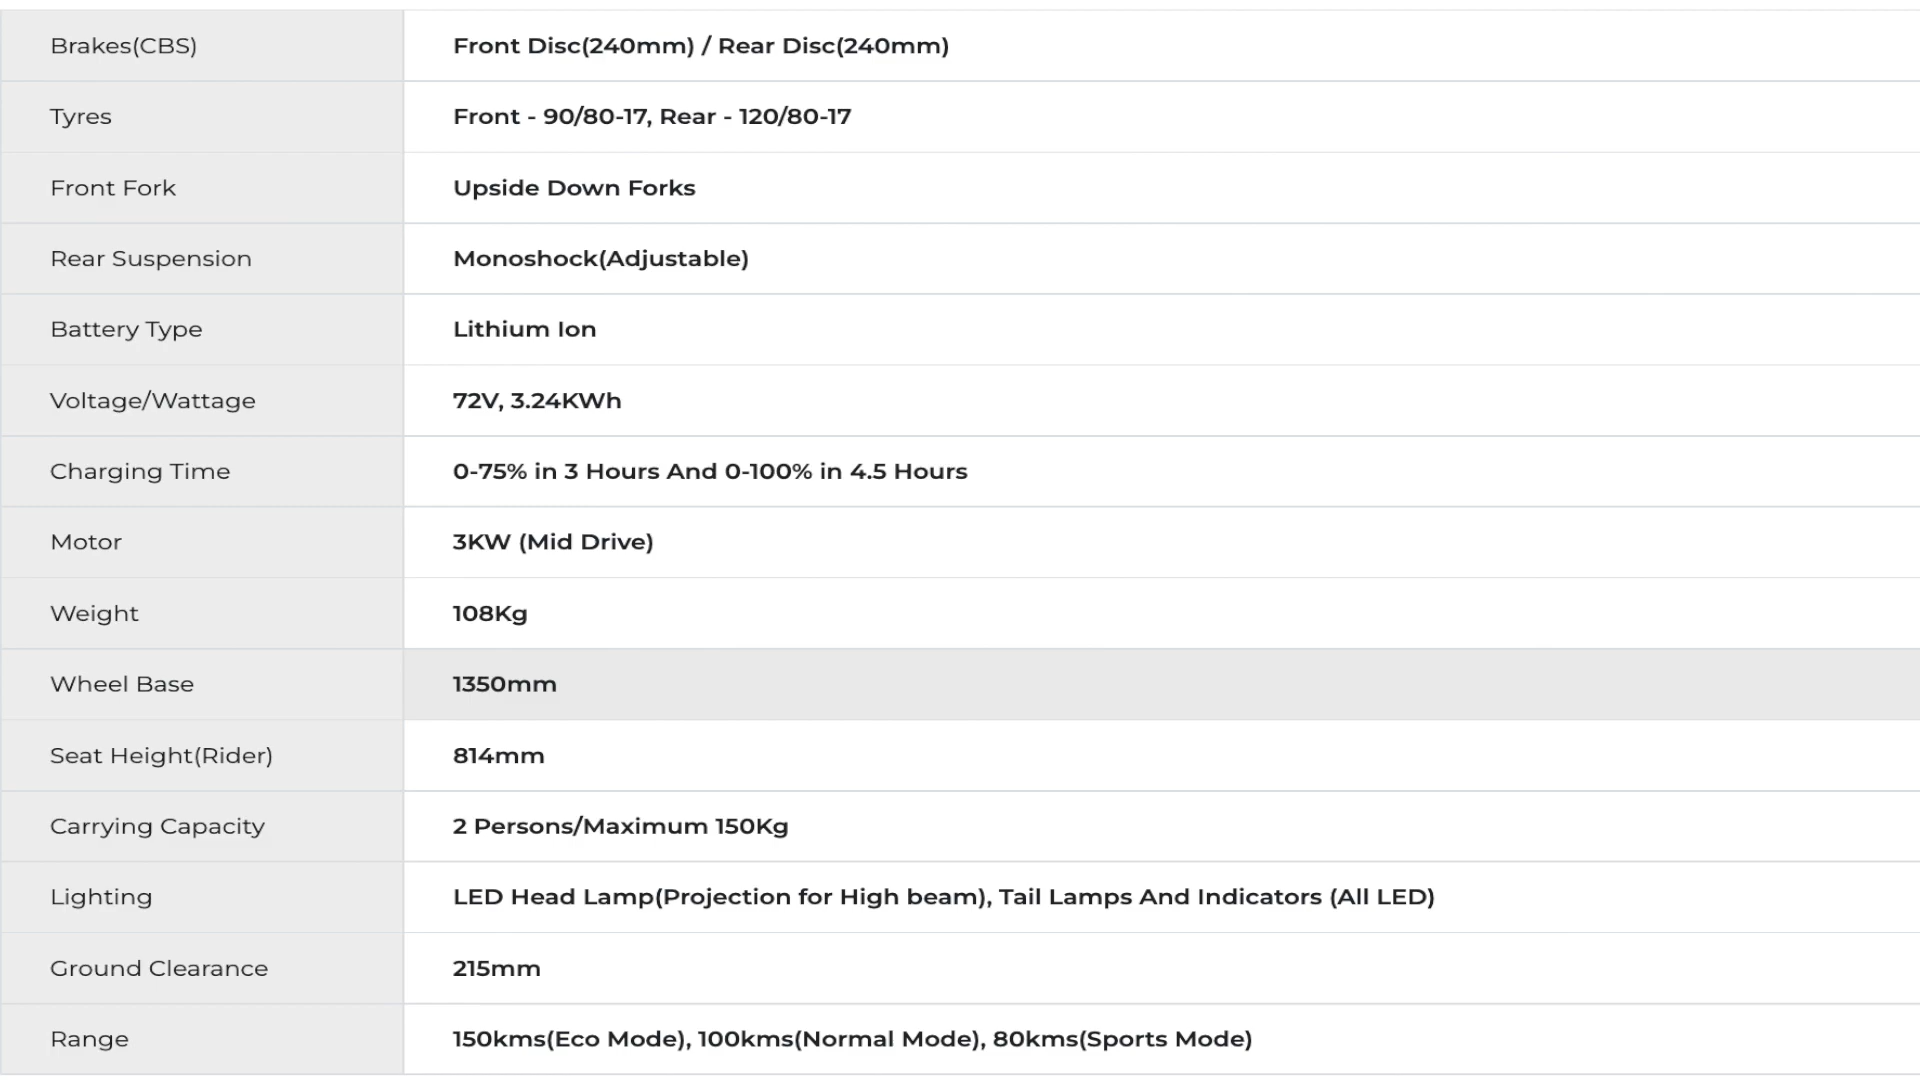 Brakes(CBS) Front Disc(240mm) / Rear Disc(240mm)
Tyres Front - 90/80-17, Rear - 120/80-17
Front Fork Upside Down Forks
Rear Suspension Monoshock(Adjustable)
Battery Type Lithium Ion
Voltage/Wattage 72V, 3.24KWh
Charging Time 0-75% in 3 Hours And 0-100% in 4.5 Hours
Motor 3KW (Mid Drive)
Weight 108Kg
Wheel Base 1350mm
Seat Height(Rider) 814mm
Carrying Capacity 2 Persons/Maximum 150Kg
Lighting LED Head Lamp(Projection for High beam), Tail Lamps And Indicators (All LED)
Ground Clearance 215mm
Range 150kms(Eco Mode), 100kms(Normal Mode), 80kms(Sports Mode)